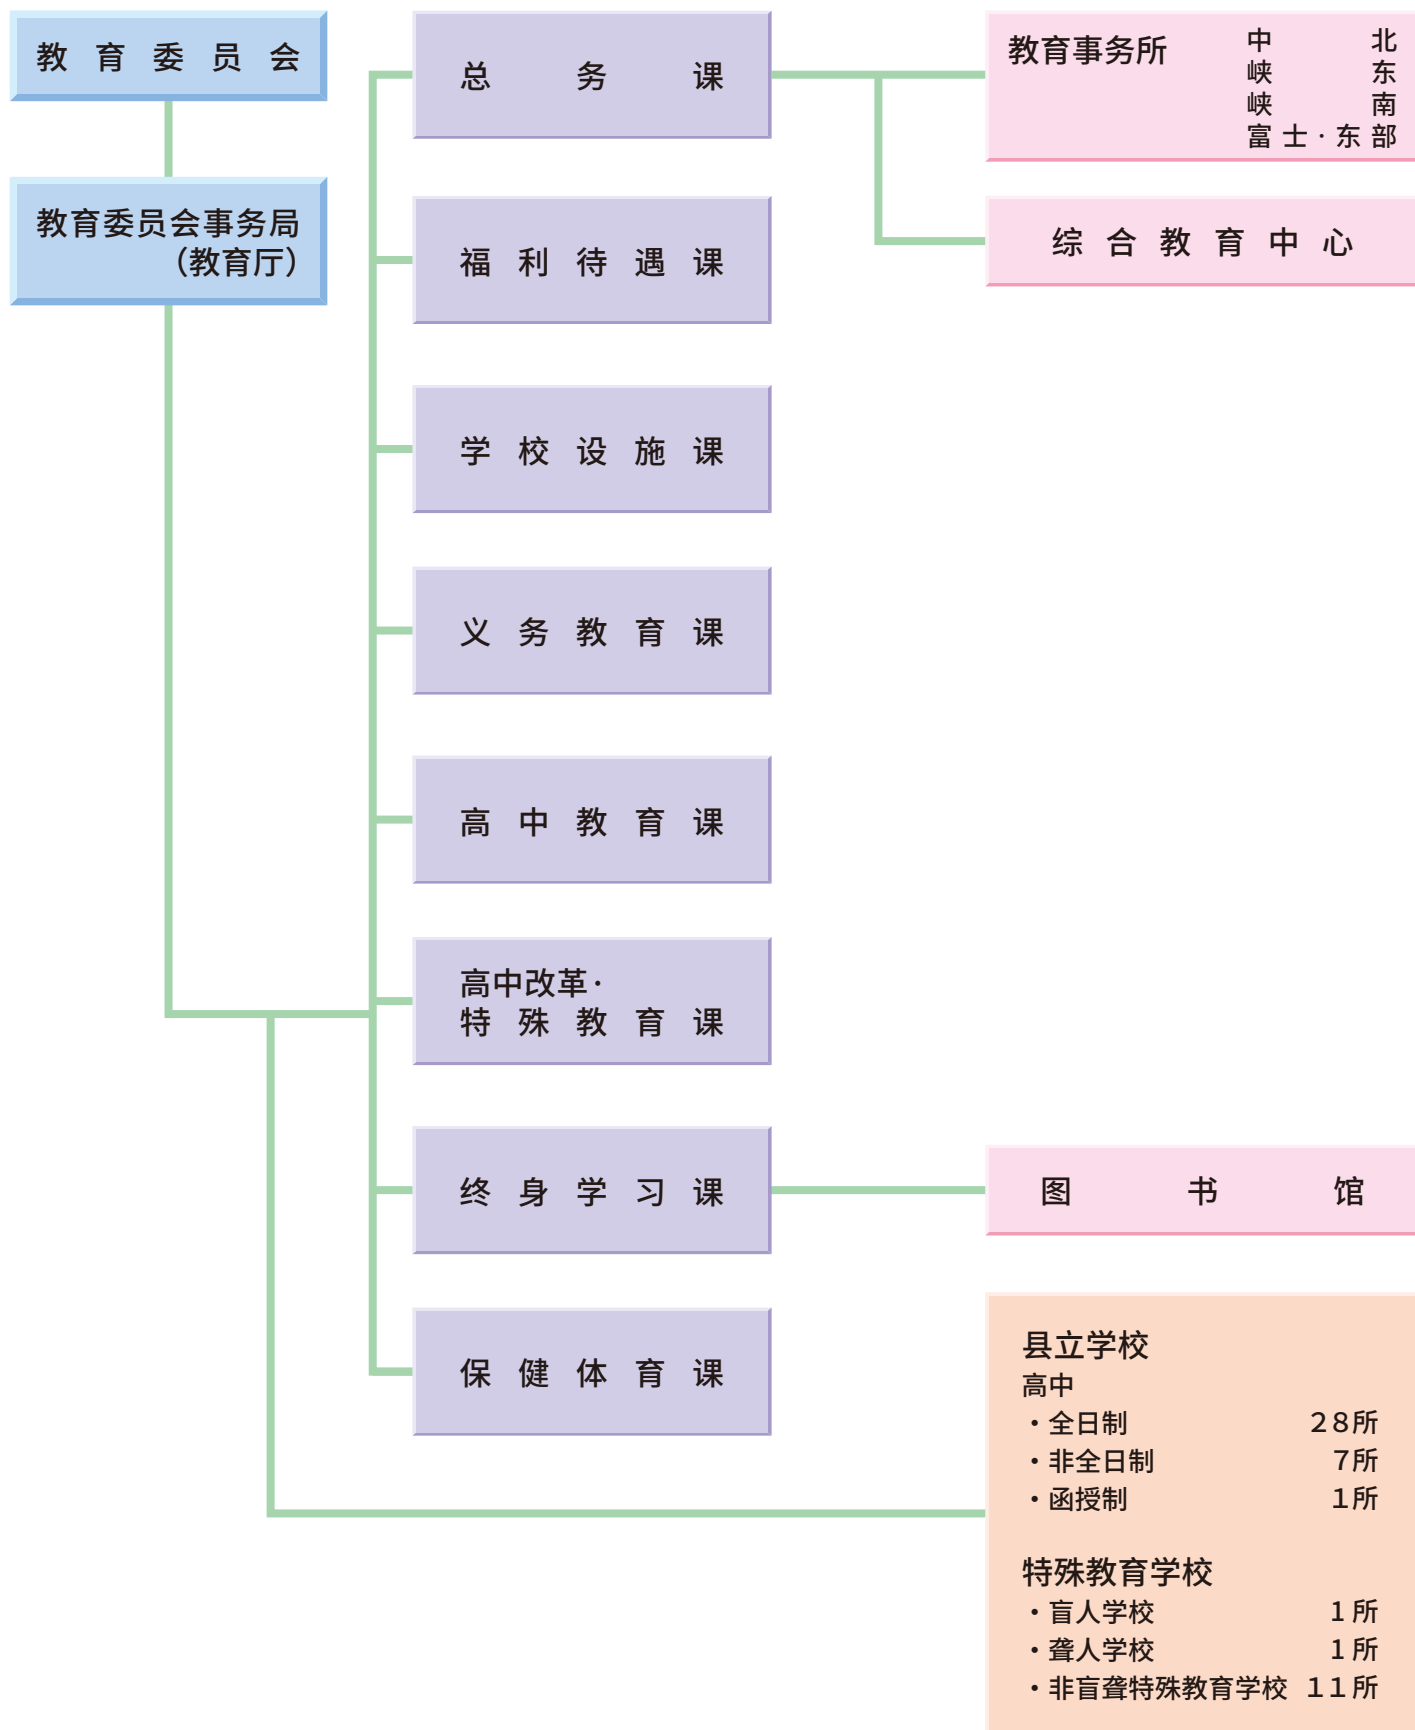 教育委员会
教育委员会事务局
（教育厅）
总务课
福利待遇课
学校设施课
义务教育课
高中教育课
高中改革·
特殊教育课
终身学习课
保健体育课
教育事务所
中北
峡东
峡南
富士·东部
综合教育中心
图书馆
县立学校
高中
・全日制 28所
・非全日制 7所
・函授制 1所
特殊教育学校
・盲人学校 1所
・聋人学校 1所
・非盲聋特殊教育学校 11所